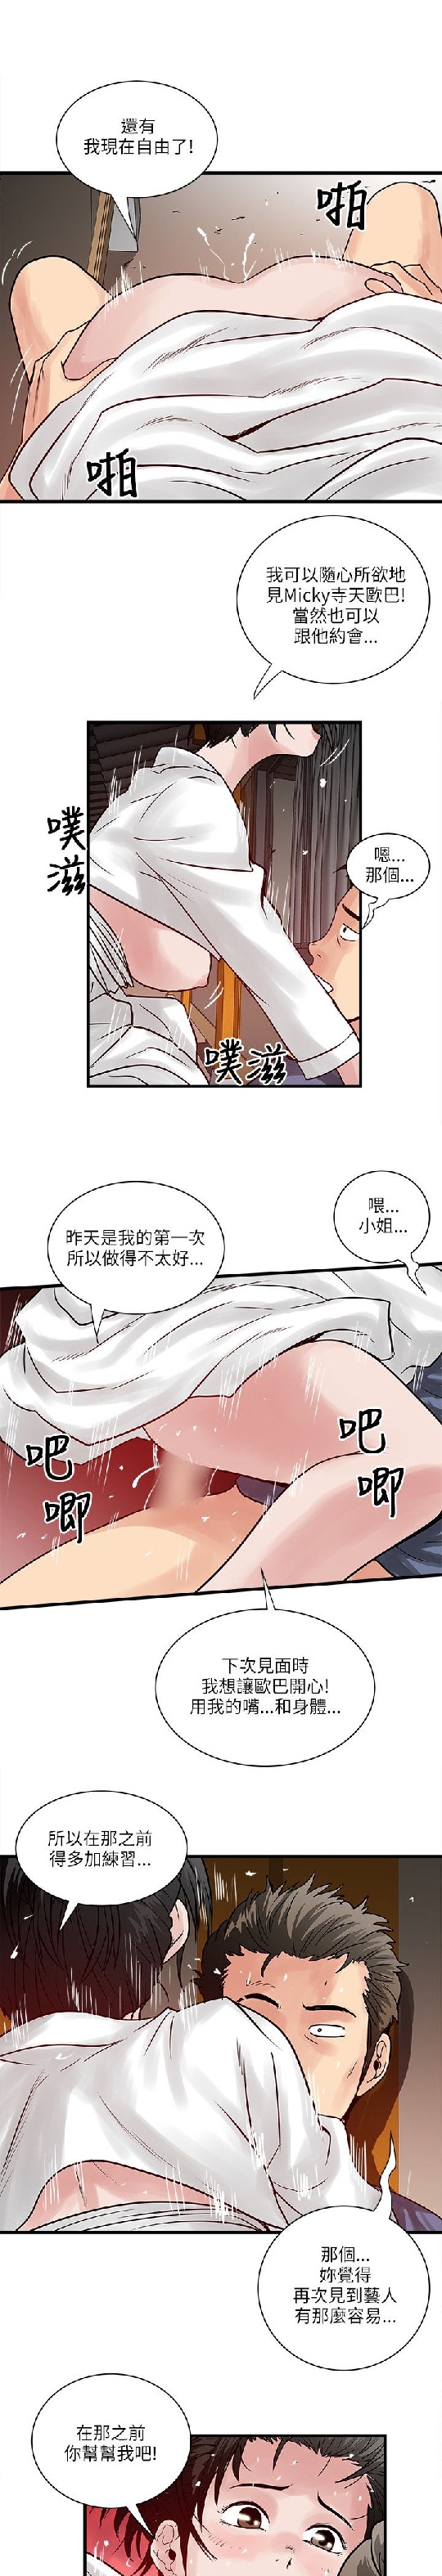 還有
我現在自由了!
啪
啪
我可以隨心所欲地
見Micky寺天歐巴!
當然也可以
跟他約會...
噗滋
嗯...
那個...
噗滋
喂...
小姐...
昨天是我的第一次
所以做得不太好...
吧唧
吧唧
下次見面時
我想讓歐巴開心!
用我的嘴...和身體...
所以在那之前
得多加練習...
那個...
妳覺得
再次見到藝人
有那麼容易...
在那之前
你幫幫我吧!